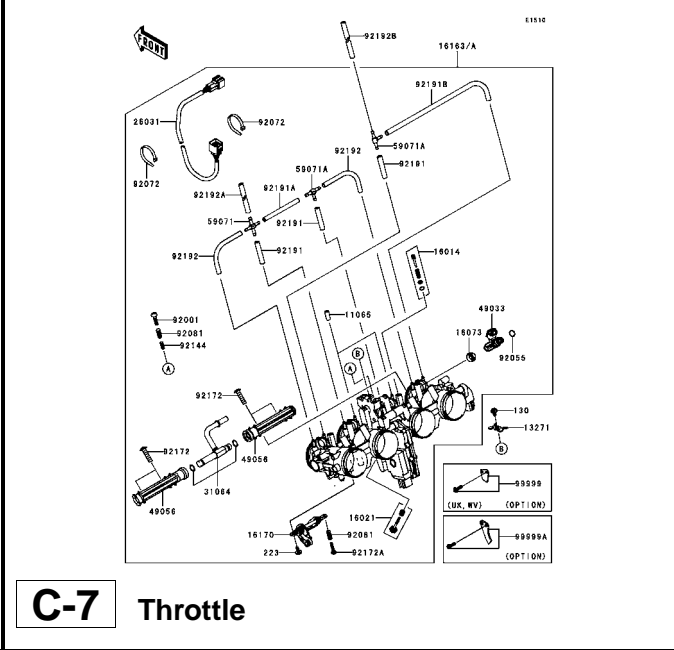 E1510
FRONT
92192B
16163/A
92191B
26031
92072
59071A
92192
92191
59071A
92072
92191A
92192A
59071
92191
92191
92192
16014
11065
49033
92001
16073
92081
B
92144
92055
A
A
92172
130
13271
92172
B
49056
99999
31064
(UK, WV) (OPTION)
49056
16021
16170
92081
99999A
223
92172A
(OPTION)
C-7 Throttle